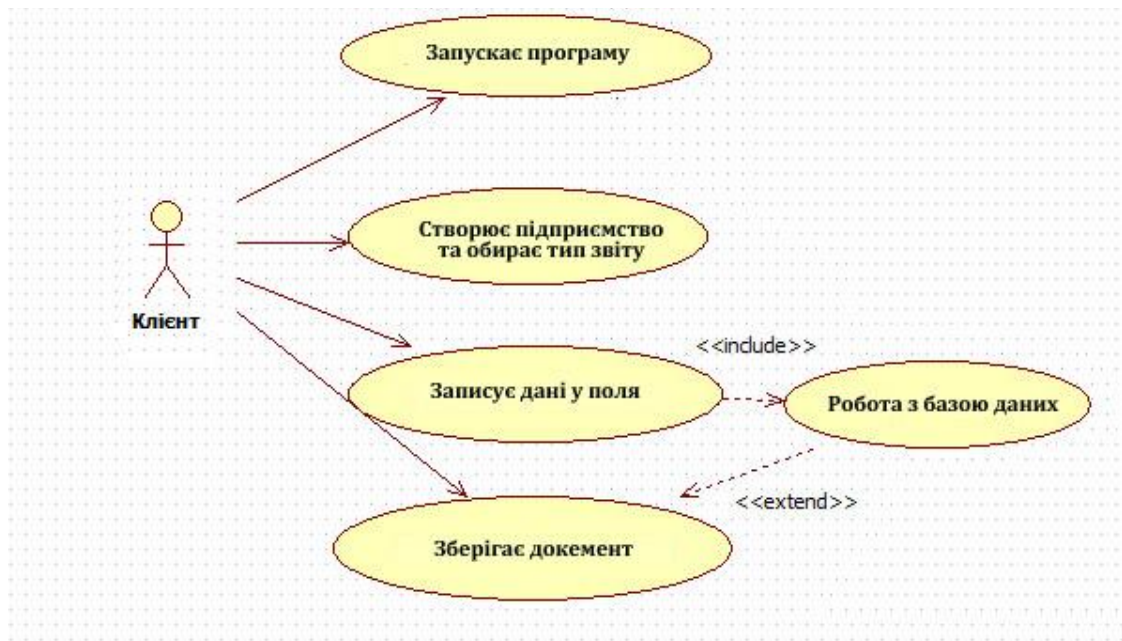 Запускає програму
Створює підприємство
та обирає тип звіту
Клієнт
<<include>>
Записує дані у поля
Робота з базою даних
<<extend>>
Зберігає докемент